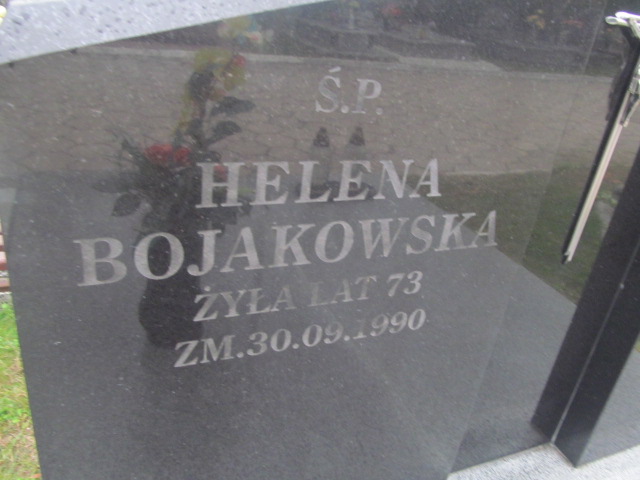 Ś.P.
HELENA
BOJAKOWSKA
ŻYŁA LAT 73
ZM.30.09.1990